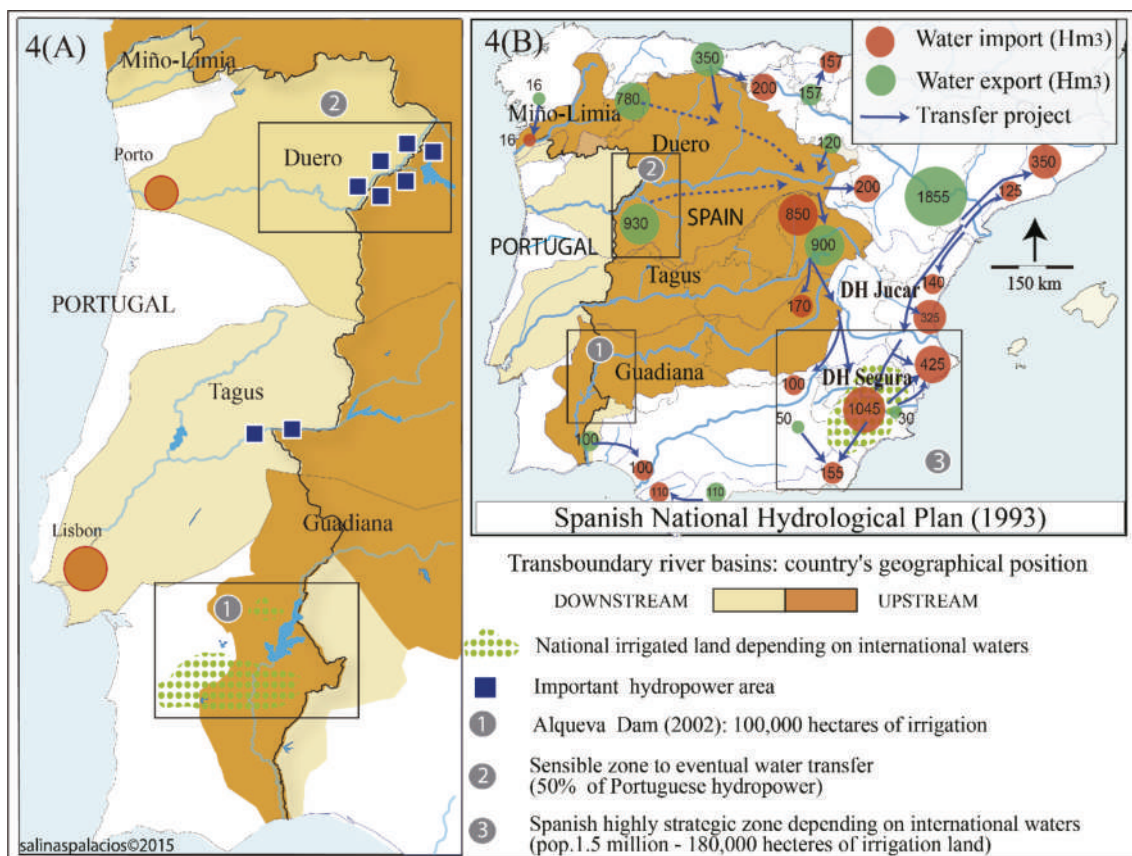 4(A)
Miño-Limia
2
Porto
Duero
PORTUGAL
Tagus
Lisbon
Guadiana
1
salinaspalacios©2015
4(B)
Water import (Hm3)
Water export (Hm3)
Transfer project
350
157
200
157
16
780
Miño-Limia
16
Duero
120
2
200
350
125
1855
930
SPAIN
850
PORTUGAL
900
150 km
Tagus
140
DH Jucar
170
325
1
Guadiana
425
100
DH Segura
1045
50
30
100
3
100
155
110
110
Spanish National Hydrological Plan (1993)
Transboundary river basins: country's geographical position
DOWNSTREAM
UPSTREAM
National irrigated land depending on international waters
Important hydropower area
1 Alqueva Dam (2002): 100,000 hectares of irrigation
2 Sensible zone to eventual water transfer
(50% of Portuguese hydropower)
3 Spanish highly strategic zone depending on international waters
(pop.1.5 million - 180,000 hecteres of irrigation land)